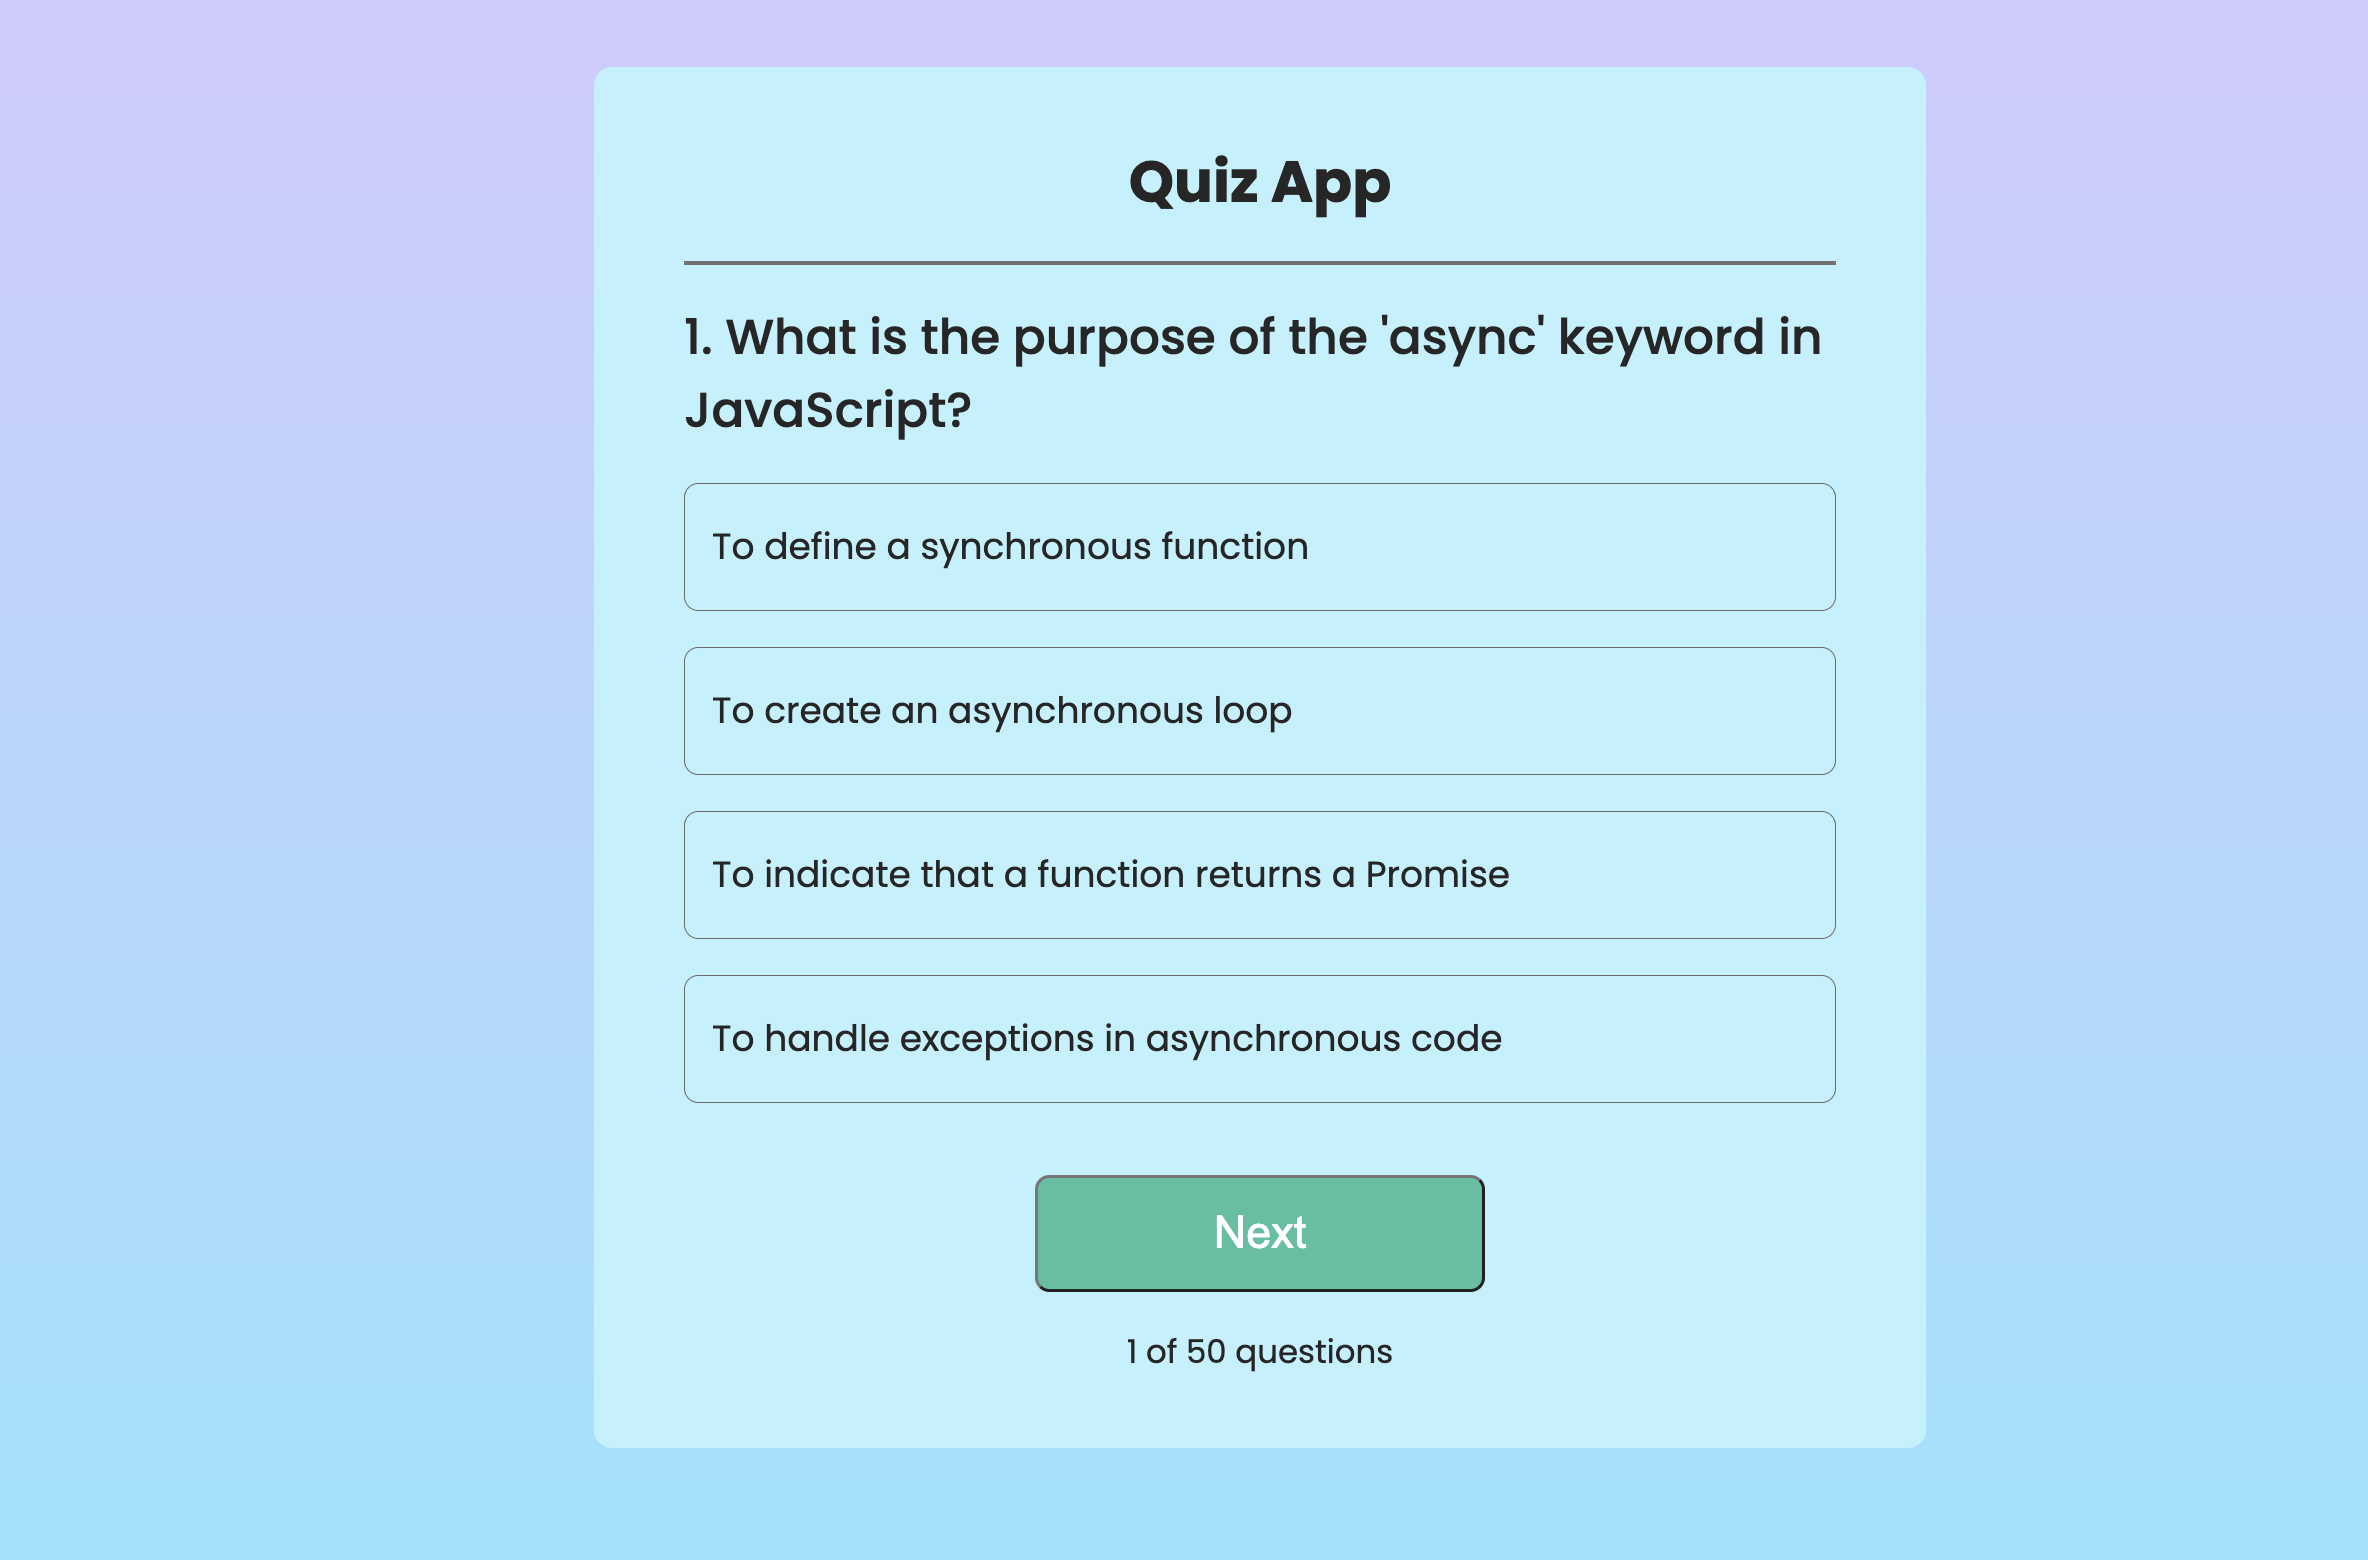 Quiz App
1. What is the purpose of the 'async' keyword in
JavaScript?
To define a synchronous function
To create an asynchronous loop
To indicate that a function returns a Promise
To handle exceptions in asynchronous code
Next
1 of 50 questions